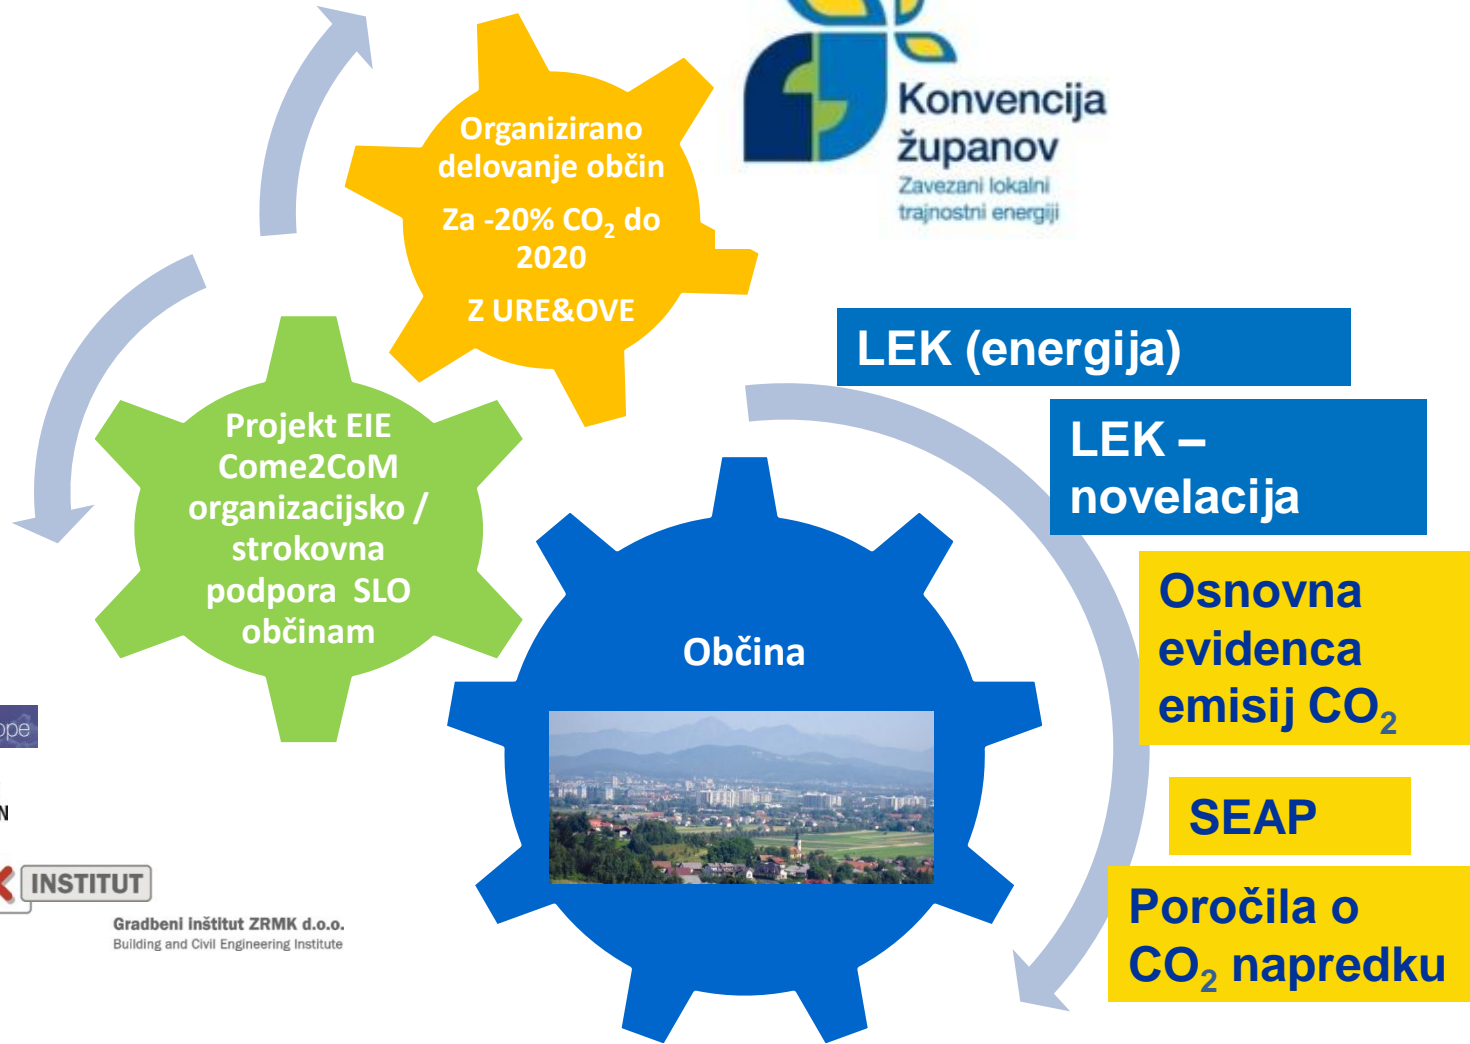 Konvencija
županov
Zavezani lokalni
trajnostni energiji
Organizirano
delovanje občin
Za -20% CO₂ do
2020
Z URE&OVE
Projekt EIE
Come2CoM
organizacijsko /
strokovna
podpora SLO
občinam
Občina
LEK (energija)
LEK –
novelacija
Osnovna
evidenca
emisij CO₂
SEAP
Poročila o
CO₂ napredku
INSTITUT
Gradbeni inštitut ZRMK d.o.o.
Building and Civil Engineering Institute